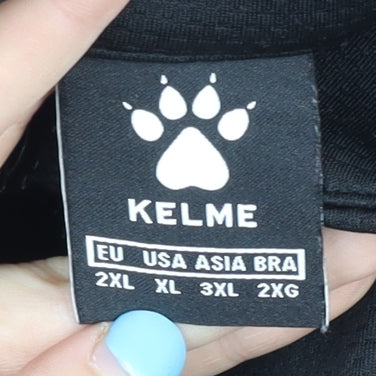 KELME
EU USA ASIA BRA
2XL XL 3XL 2XG